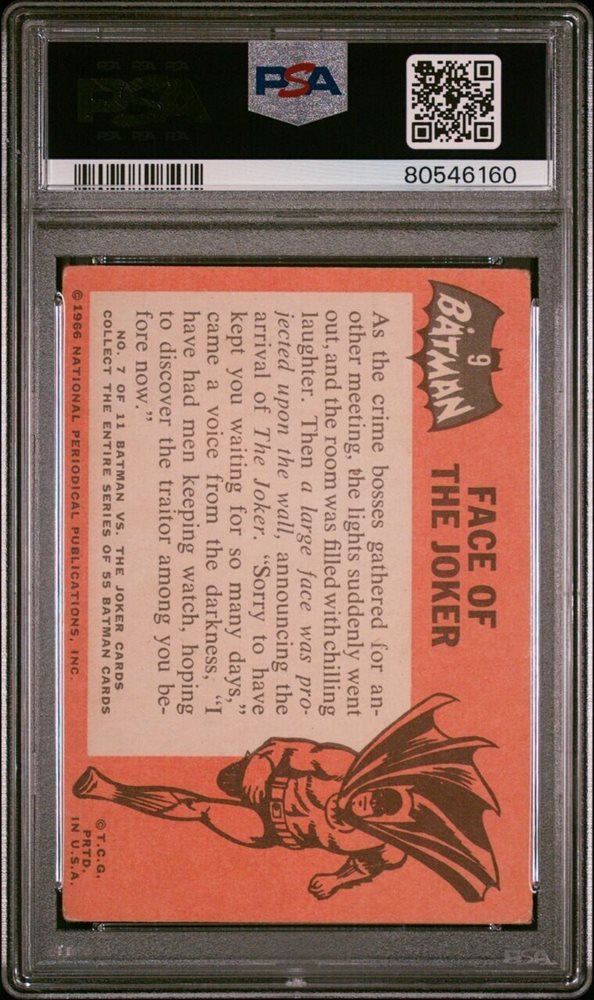 PSA
80546160
9
BATMAN
FACE OF
THE JOKER
As the crime bosses gathered for an-
other meeting, the lights suddenly went
out, and the room was filled with chilling
laughter. Then a large face was pro-
jected upon the wall, announcing the
arrival of The Joker. “Sorry to have
kept you waiting for so many days,”
came a voice from the darkness, “I
have had men keeping watch, hoping
to discover the traitor among you be-
fore now.”
NO. 7 OF 11 BATMAN VS. THE JOKER CARDS
COLLECT THE ENTIRE SERIES OF 55 BATMAN CARDS
© 1966 NATIONAL PERIODICAL PUBLICATIONS, INC.
© T.C.G.
PRTD.
IN U.S.A.
PSA